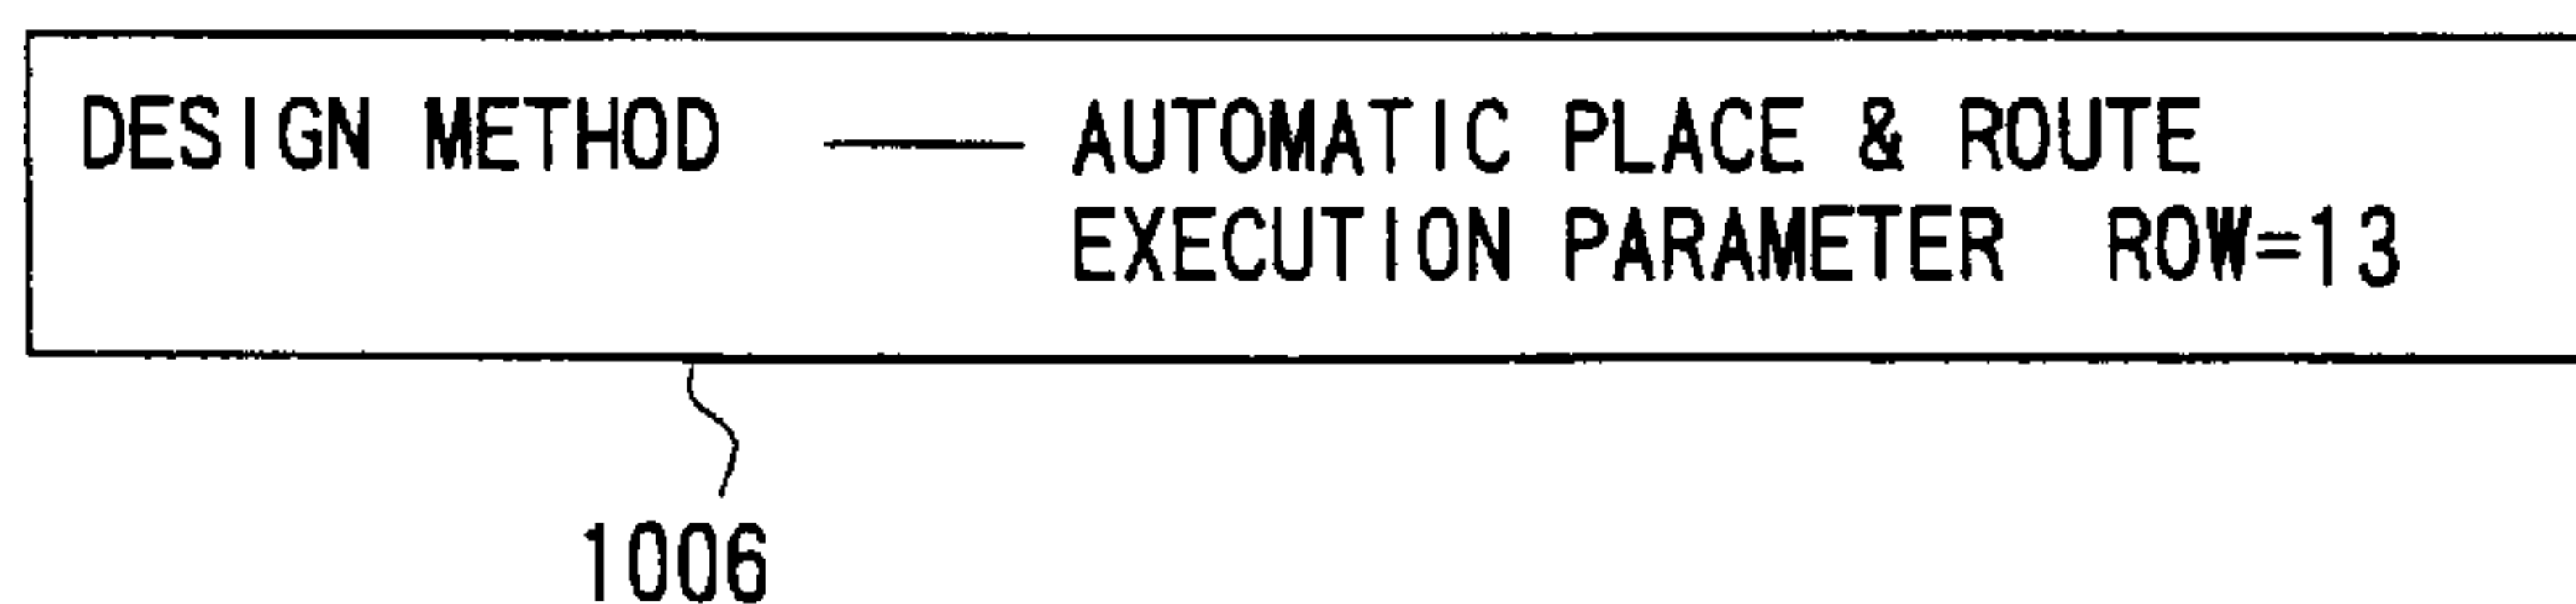 DESIGN METHOD —— AUTOMATIC PLACE & ROUTE
EXECUTION PARAMETER ROW=13
1006